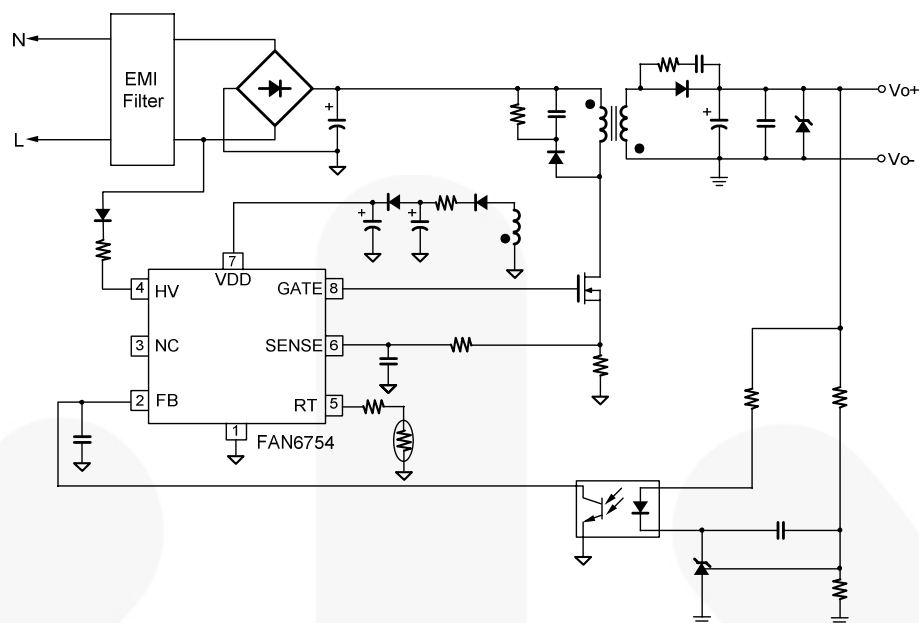 N
EMI
Filter
L
Vo+
Vo-
7
VDD
4
HV
GATE
8
3
NC
SENSE
6
2
FB
RT
5
1
FAN6754
+
+
+
+